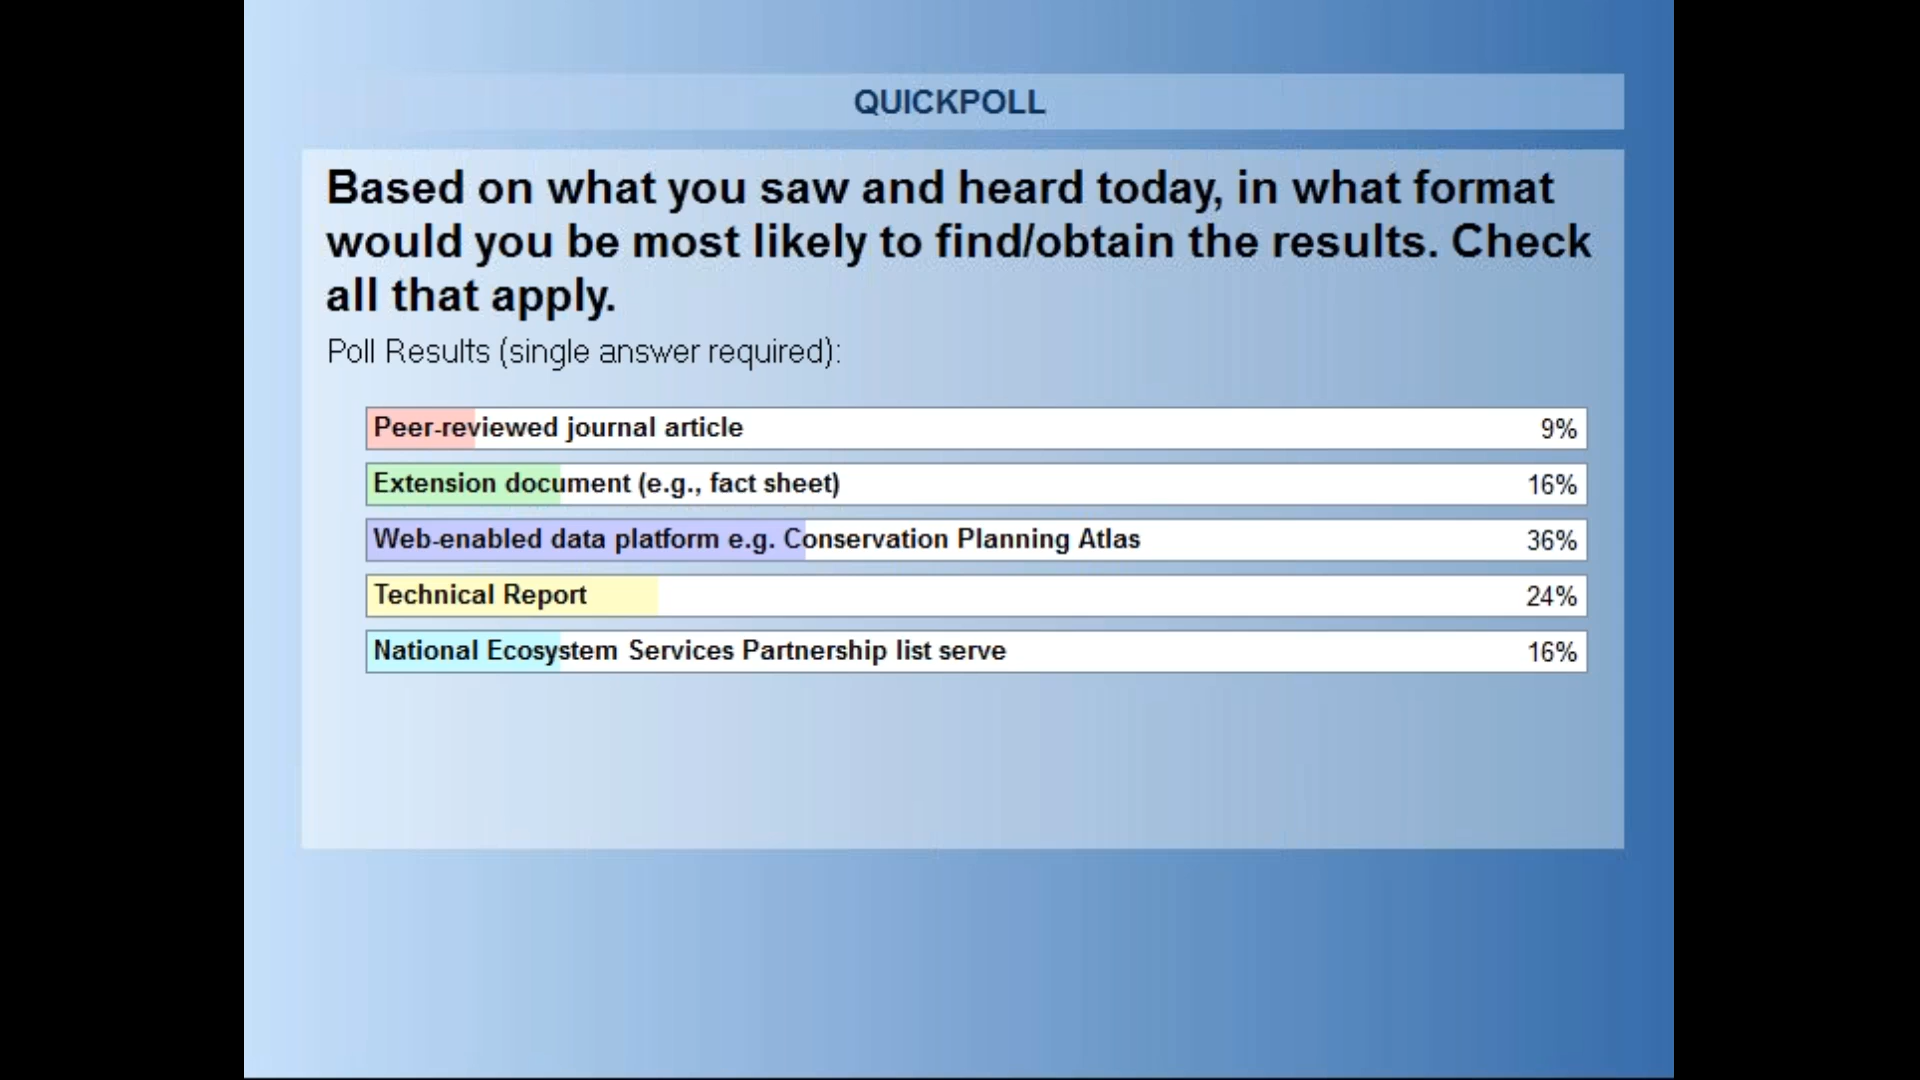 QUICKPOLL
Based on what you saw and heard today, in what format
would you be most likely to find/obtain the results. Check
all that apply.
Poll Results (single answer required):
Peer-reviewed journal article 9%
Extension document (e.g., fact sheet) 16%
Web-enabled data platform e.g. Conservation Planning Atlas 36%
Technical Report 24%
National Ecosystem Services Partnership list serve 16%